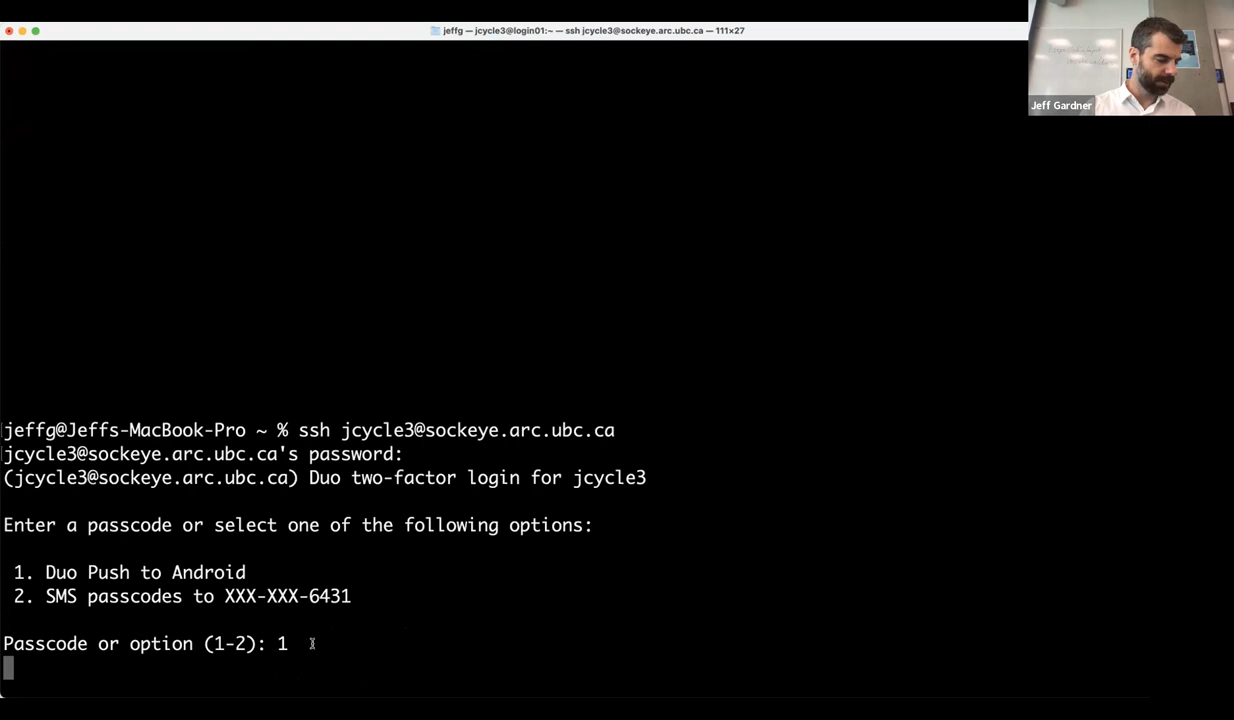 jeffg — jcycle3@login01:~ — ssh jcycle3@sockeye.arc.ubc.ca — 111×27
Jeff Gardner
jeffg@Jeffs-MacBook-Pro ~ % ssh jcycle3@sockeye.arc.ubc.ca
jcycle3@sockeye.arc.ubc.ca's password:
(jcycle3@sockeye.arc.ubc.ca) Duo two-factor login for jcycle3
Enter a passcode or select one of the following options:
1. Duo Push to Android
2. SMS passcodes to XXX-XXX-6431
Passcode or option (1-2): 1